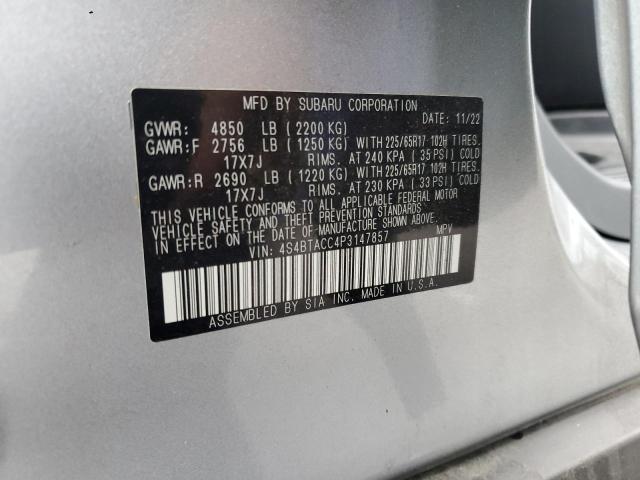 MFD BY SUBARU CORPORATION
DATE: 11/22
GVWR: 4850 LB (2200 KG)
GAWR:F 2756 LB (1250 KG) WITH 225/65R17 102H TIRES.
17X7J RIMS. AT 240 KPA (35 PSI) COLD
GAWR:R 2690 LB (1220 KG) WITH 225/65R17 102H TIRES.
17X7J RIMS. AT 230 KPA (33 PSI) COLD
THIS VEHICLE CONFORMS TO ALL APPLICABLE FEDERAL MOTOR
VEHICLE SAFETY AND THEFT PREVENTION STANDARDS IN
EFFECT ON THE DATE OF MANUFACTURE SHOWN ABOVE.
VIN: 4S4BTACC4P3147857 MPV
ASSEMBLED BY SIA INC. MADE IN U.S.A.